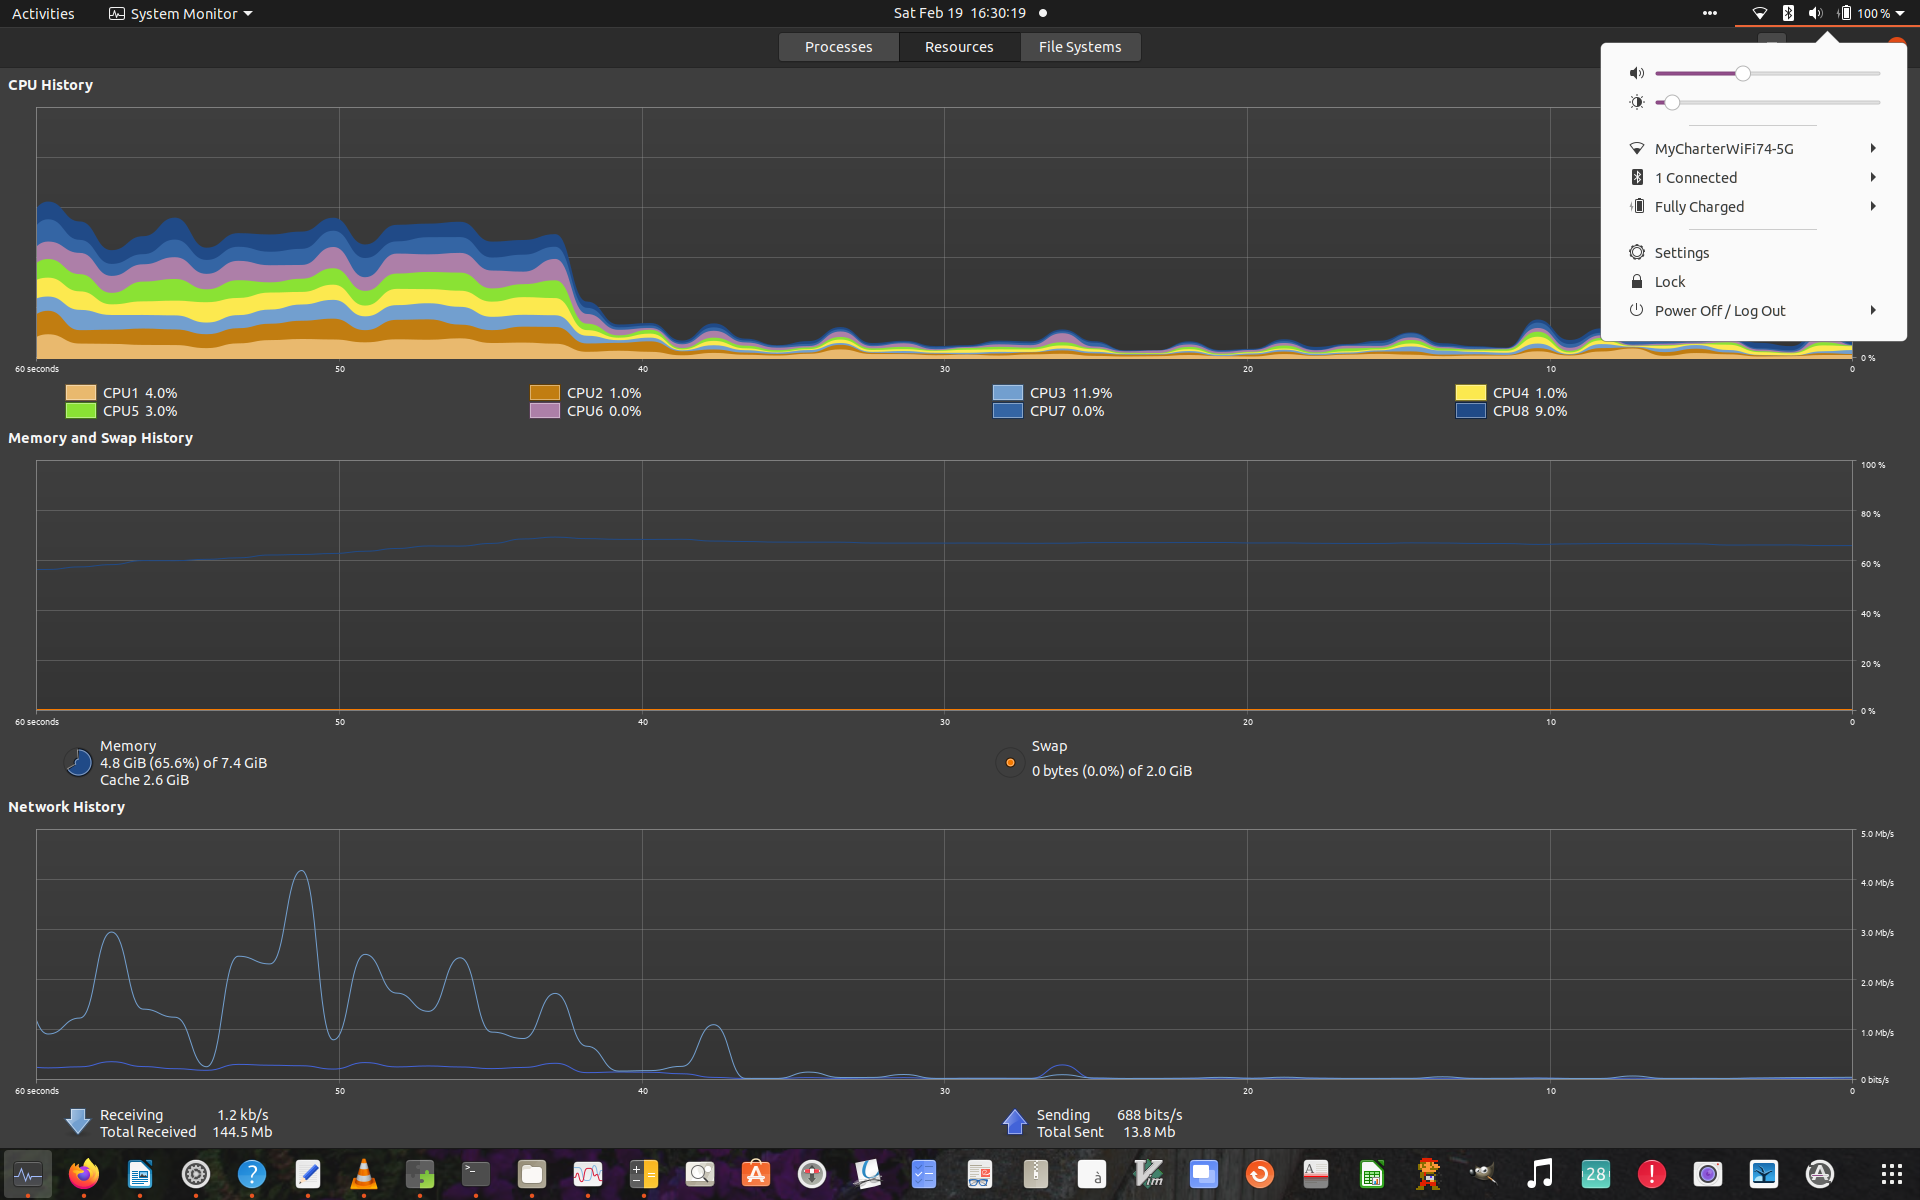 Activities
System Monitor
Sat Feb 19 16:30:19
100 %
Processes
Resources
File Systems
CPU History
MyCharterWiFi74-5G
1 Connected
Fully Charged
Settings
Lock
Power Off / Log Out
0 %
60 seconds 50 40 30 20 10 0
CPU1 4.0% CPU2 1.0% CPU3 11.9% CPU4 1.0%
CPU5 3.0% CPU6 0.0% CPU7 0.0% CPU8 9.0%
Memory and Swap History
100 %
80 %
60 %
40 %
20 %
0 %
60 seconds 50 40 30 20 10 0
Memory
4.8 GiB (65.6%) of 7.4 GiB
Cache 2.6 GiB
Swap
0 bytes (0.0%) of 2.0 GiB
Network History
5.0 Mb/s
4.0 Mb/s
3.0 Mb/s
2.0 Mb/s
1.0 Mb/s
0 bits/s
60 seconds 50 40 30 20 10 0
Receiving 1.2 kb/s
Total Received 144.5 Mb
Sending 688 bits/s
Total Sent 13.8 Mb
?
>_
A
à
Vim
A
28
!